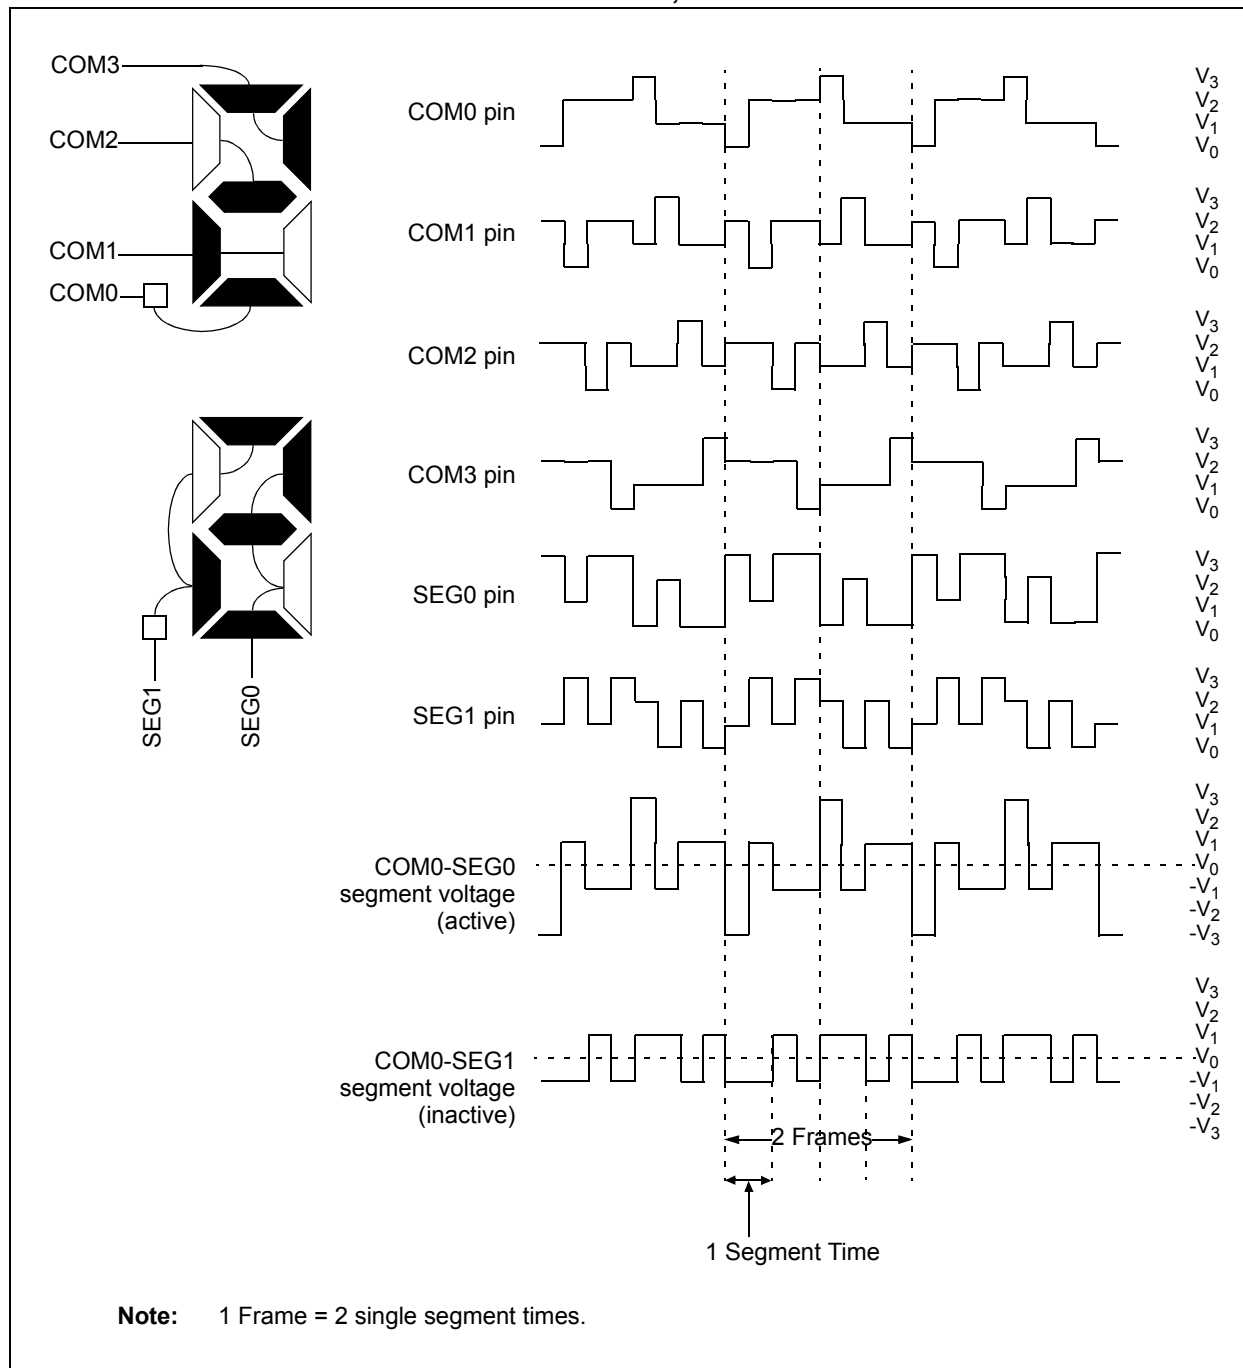 COM3
COM2
COM1
COM0
SEG1
SEG0
COM0 pin
V3
V2
V1
V0
COM1 pin
V3
V2
V1
V0
COM2 pin
V3
V2
V1
V0
COM3 pin
V3
V2
V1
V0
SEG0 pin
V3
V2
V1
V0
SEG1 pin
V3
V2
V1
V0
COM0-SEG0
segment voltage
(active)
V3
V2
V1
V0
-V1
-V2
-V3
COM0-SEG1
segment voltage
(inactive)
V3
V2
V1
V0
-V1
-V2
-V3
2 Frames
1 Segment Time
Note: 1 Frame = 2 single segment times.